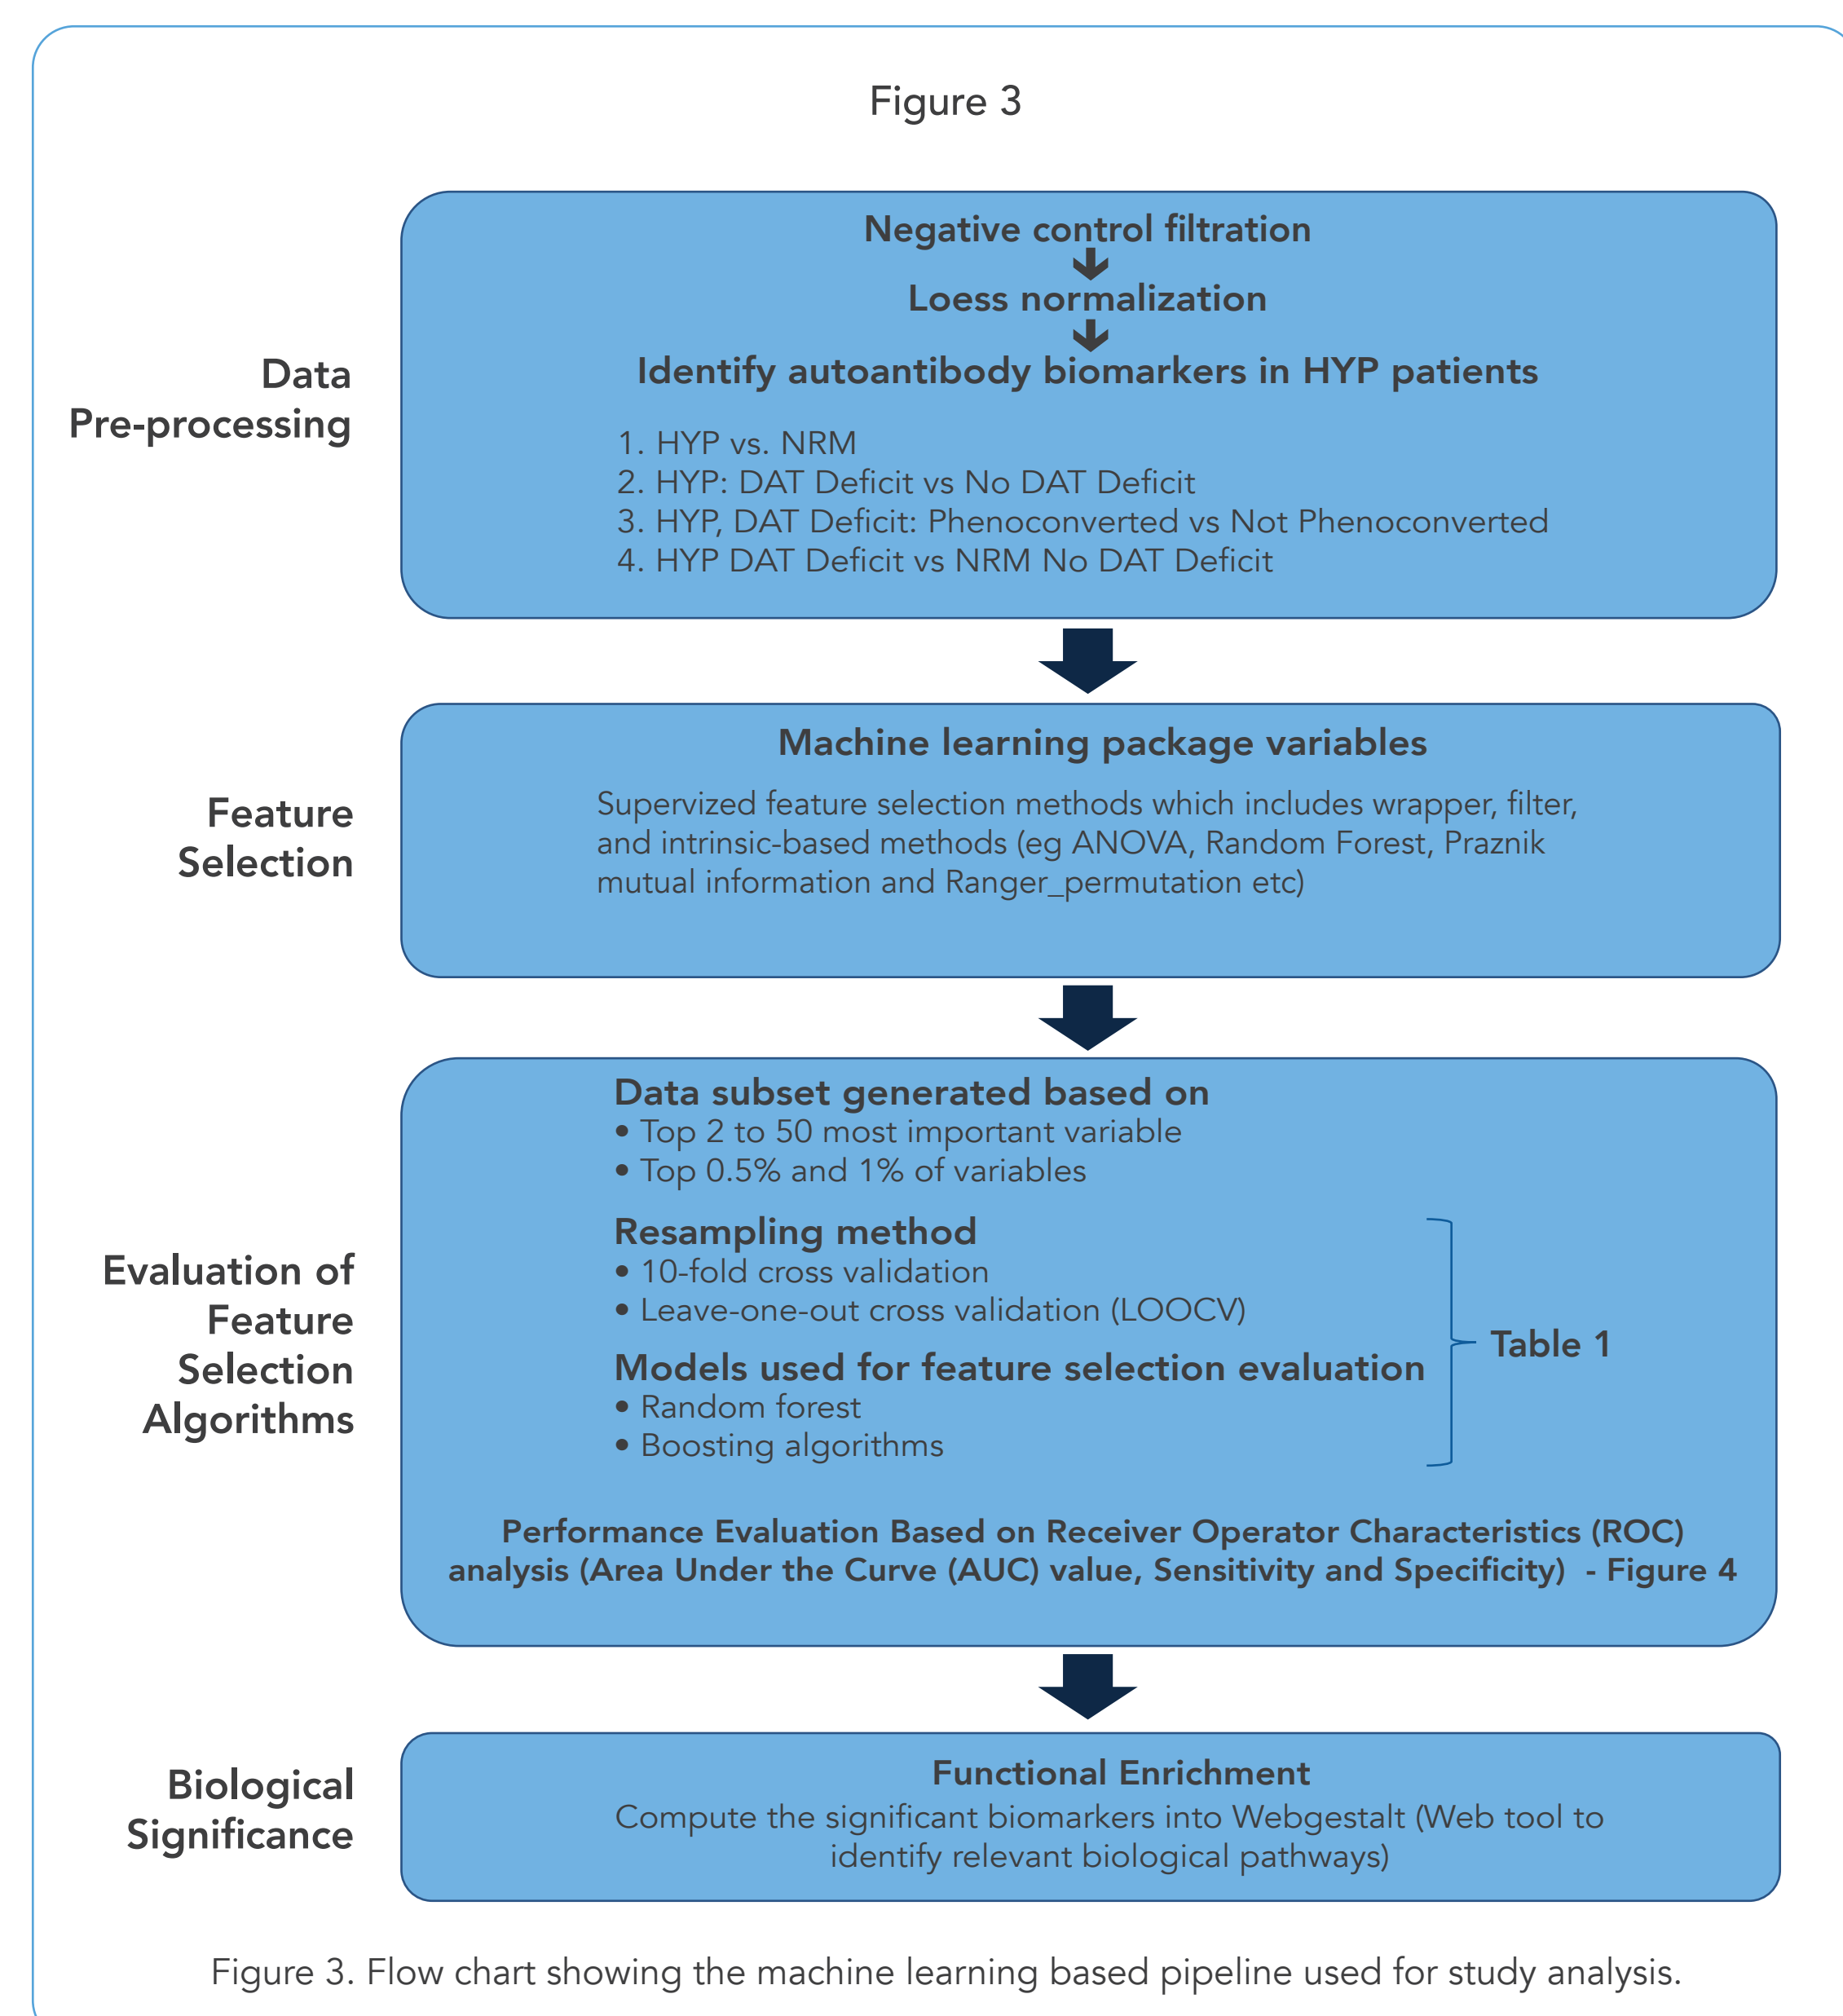 Figure 3
Data
Pre-processing
Negative control filtration
Loess normalization
Identify autoantibody biomarkers in HYP patients
1. HYP vs. NRM
2. HYP: DAT Deficit vs No DAT Deficit
3. HYP, DAT Deficit: Phenoconverted vs Not Phenoconverted
4. HYP DAT Deficit vs NRM No DAT Deficit
Feature
Selection
Machine learning package variables
Supervized feature selection methods which includes wrapper, filter,
and intrinsic-based methods (eg ANOVA, Random Forest, Praznik
mutual information and Ranger_permutation etc)
Evaluation of
Feature
Selection
Algorithms
Data subset generated based on
• Top 2 to 50 most important variable
• Top 0.5% and 1% of variables
Resampling method
• 10-fold cross validation
• Leave-one-out cross validation (LOOCV)
Models used for feature selection evaluation
• Random forest
• Boosting algorithms
Table 1
Performance Evaluation Based on Receiver Operator Characteristics (ROC)
analysis (Area Under the Curve (AUC) value, Sensitivity and Specificity)  - Figure 4
Biological
Significance
Functional Enrichment
Compute the significant biomarkers into Webgestalt (Web tool to
identify relevant biological pathways)
Figure 3. Flow chart showing the machine learning based pipeline used for study analysis.